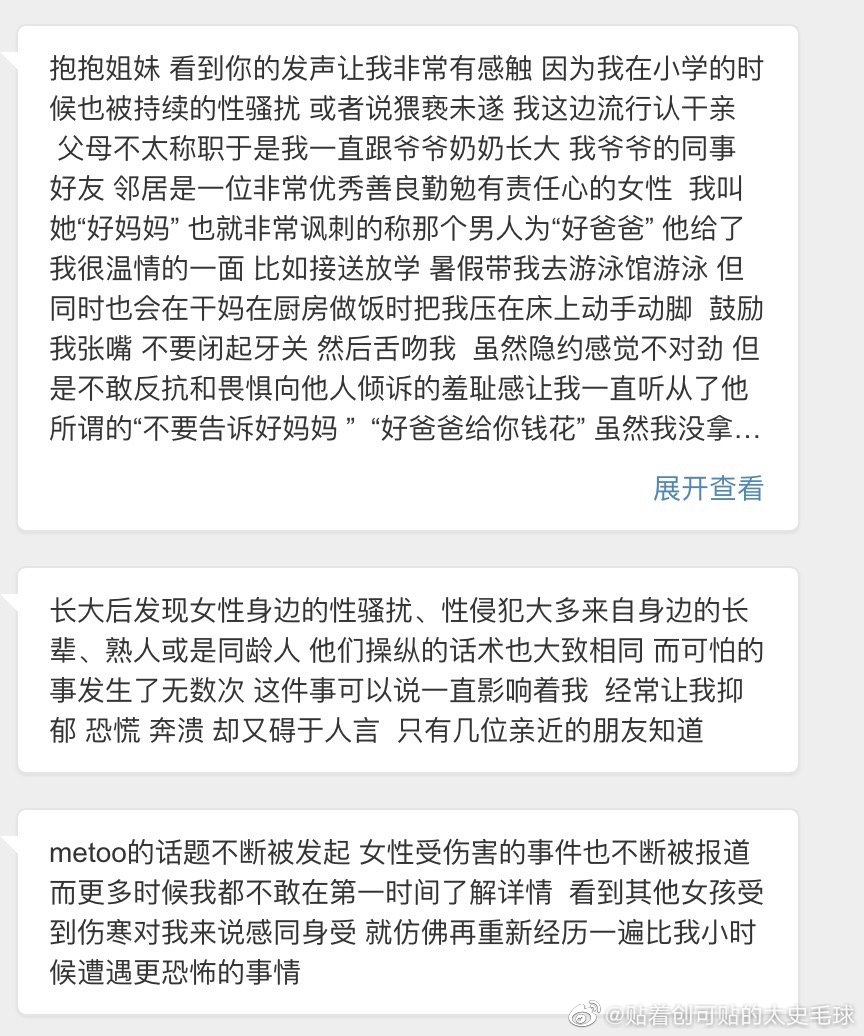 抱抱姐妹 看到你的发声让我非常有感触 因为我在小学的时
候也被持续的性骚扰 或者说猥亵未遂 我这边流行认干亲
父母不太称职于是我一直跟爷爷奶奶长大 我爷爷的同事
好友 邻居是一位非常优秀善良勤勉有责任心的女性 我叫
她“好妈妈” 也就非常讽刺的称那个男人为“好爸爸” 他给了
我很温情的一面 比如接送放学 暑假带我去游泳馆游泳 但
同时也会在干妈在厨房做饭时把我压在床上动手动脚 鼓励
我张嘴 不要闭起牙关 然后舌吻我 虽然隐约感觉不对劲 但
是不敢反抗和畏惧向他人倾诉的羞耻感让我一直听从了他
所谓的“不要告诉好妈妈 ” “好爸爸给你钱花” 虽然我没拿…
展开查看
长大后发现女性身边的性骚扰、性侵犯大多来自身边的长
辈、熟人或是同龄人 他们操纵的话术也大致相同 而可怕的
事发生了无数次 这件事可以说一直影响着我 经常让我抑
郁 恐慌 奔溃 却又碍于人言 只有几位亲近的朋友知道
metoo的话题不断被发起 女性受伤害的事件也不断被报道
而更多时候我都不敢在第一时间了解详情 看到其他女孩受
到伤寒对我来说感同身受 就仿佛再重新经历一遍比我小时
候遭遇更恐怖的事情
@贴着创可贴的太史毛球